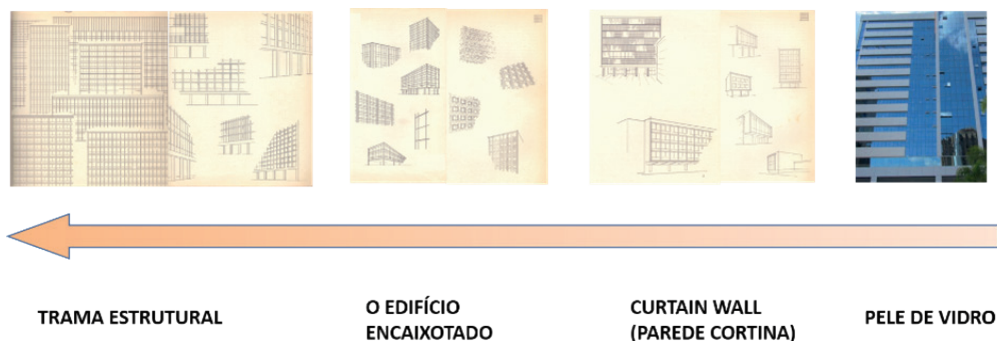 TRAMA ESTRUTURAL
O EDIFÍCIO
ENCAIXOTADO
CURTAIN WALL
(PAREDE CORTINA)
PELE DE VIDRO